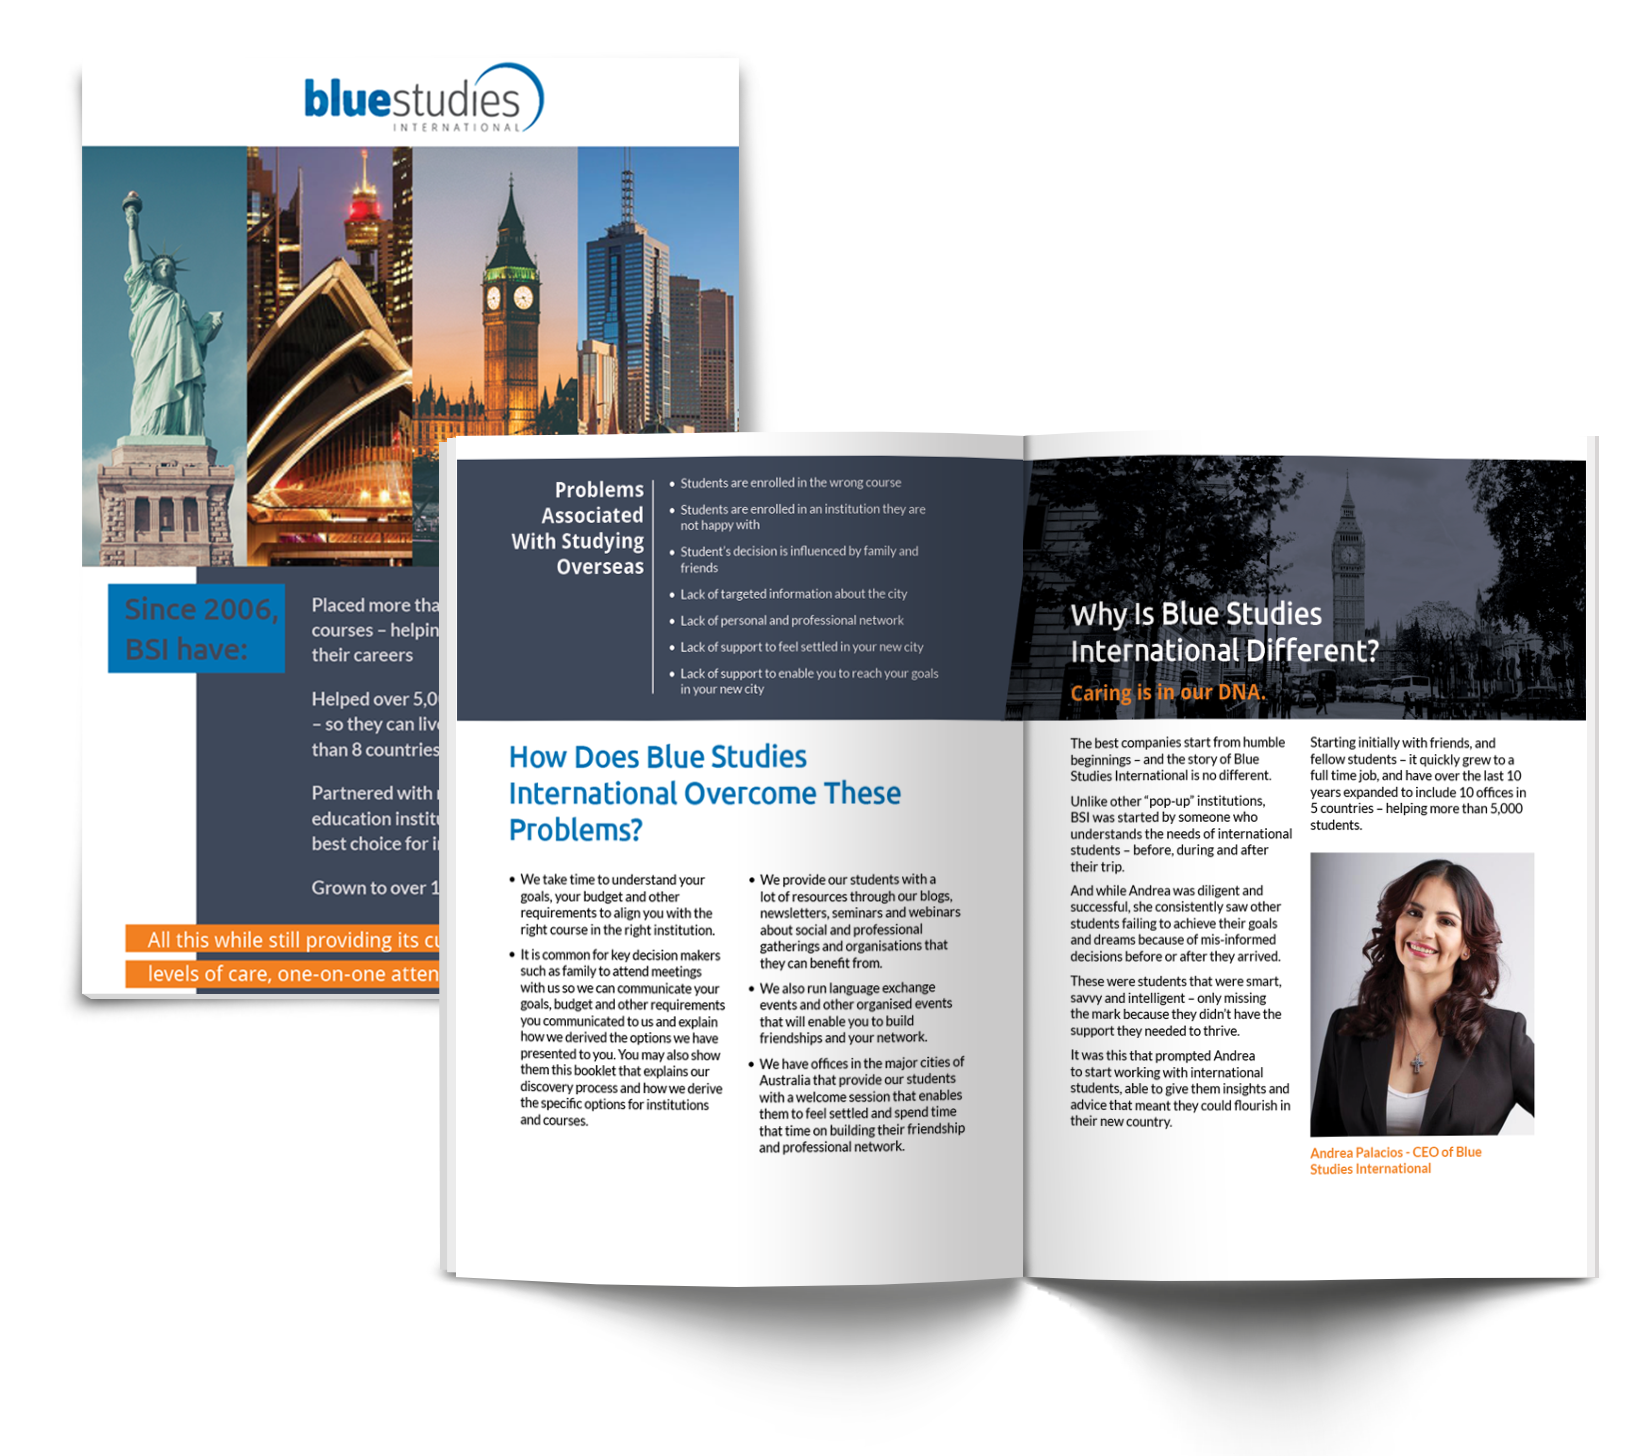 bluestudies
INTERNATIONAL
Since 2006,
BSI have:
Placed more
courses –
their careers
Helped over
– so they can
than 8 countries
Partnered with
education
best choice for
Grown to over
All this while still providing its
levels of care, one-on-one
Problems
Associated
With Studying
Overseas
• Students are enrolled in the wrong course
• Students are enrolled in an institution they are
not happy with
• Student's decision is influenced by family and
friends
• Lack of targeted information about the city
• Lack of personal and professional network
• Lack of support to feel settled in your new city
• Lack of support to enable you to reach your goals
in your new city
How Does Blue Studies
International Overcome These
Problems?
• We take time to understand your
goals, your budget and other
requirements to align you with the
right course in the right institution.
• It is common for key decision makers
such as family to attend meetings
with us so we can communicate your
goals, budget and other requirements
you communicated to us and explain
how we derived the options we have
presented to you. You may also show
them this booklet that explains our
discovery process and how we derive
the specific options for institutions
and courses.
• We provide our students with a
lot of resources through our blogs,
newsletters, seminars and webinars
about social and professional
gatherings and organisations that
they can benefit from.
• We also run language exchange
events and other organised events
that will enable you to build
friendships and your network.
• We have offices in the major cities of
Australia that provide our students
with a welcome session that enables
them to feel settled and spend time
that time on building their friendship
and professional network.
Why Is Blue Studies
International Different?
Caring is in our DNA.
The best companies start from humble
beginnings – and the story of Blue
Studies International is no different.
Unlike other "pop-up" institutions,
BSI was started by someone who
understands the needs of international
students – before, during and after
their trip.
And while Andrea was diligent and
successful, she consistently saw other
students failing to achieve their goals
and dreams because of mis-informed
decisions before or after they arrived.
These were students that were smart,
savvy and intelligent – only missing
the mark because they didn't have the
support they needed to thrive.
It was this that prompted Andrea
to start working with international
students, able to give them insights and
advice that meant they could flourish in
their new country.
Starting initially with friends, and
fellow students – it quickly grew to a
full time job, and have over the last 10
years expanded to include 10 offices in
5 countries – helping more than 5,000
students.
Andrea Palacios - CEO of Blue
Studies International